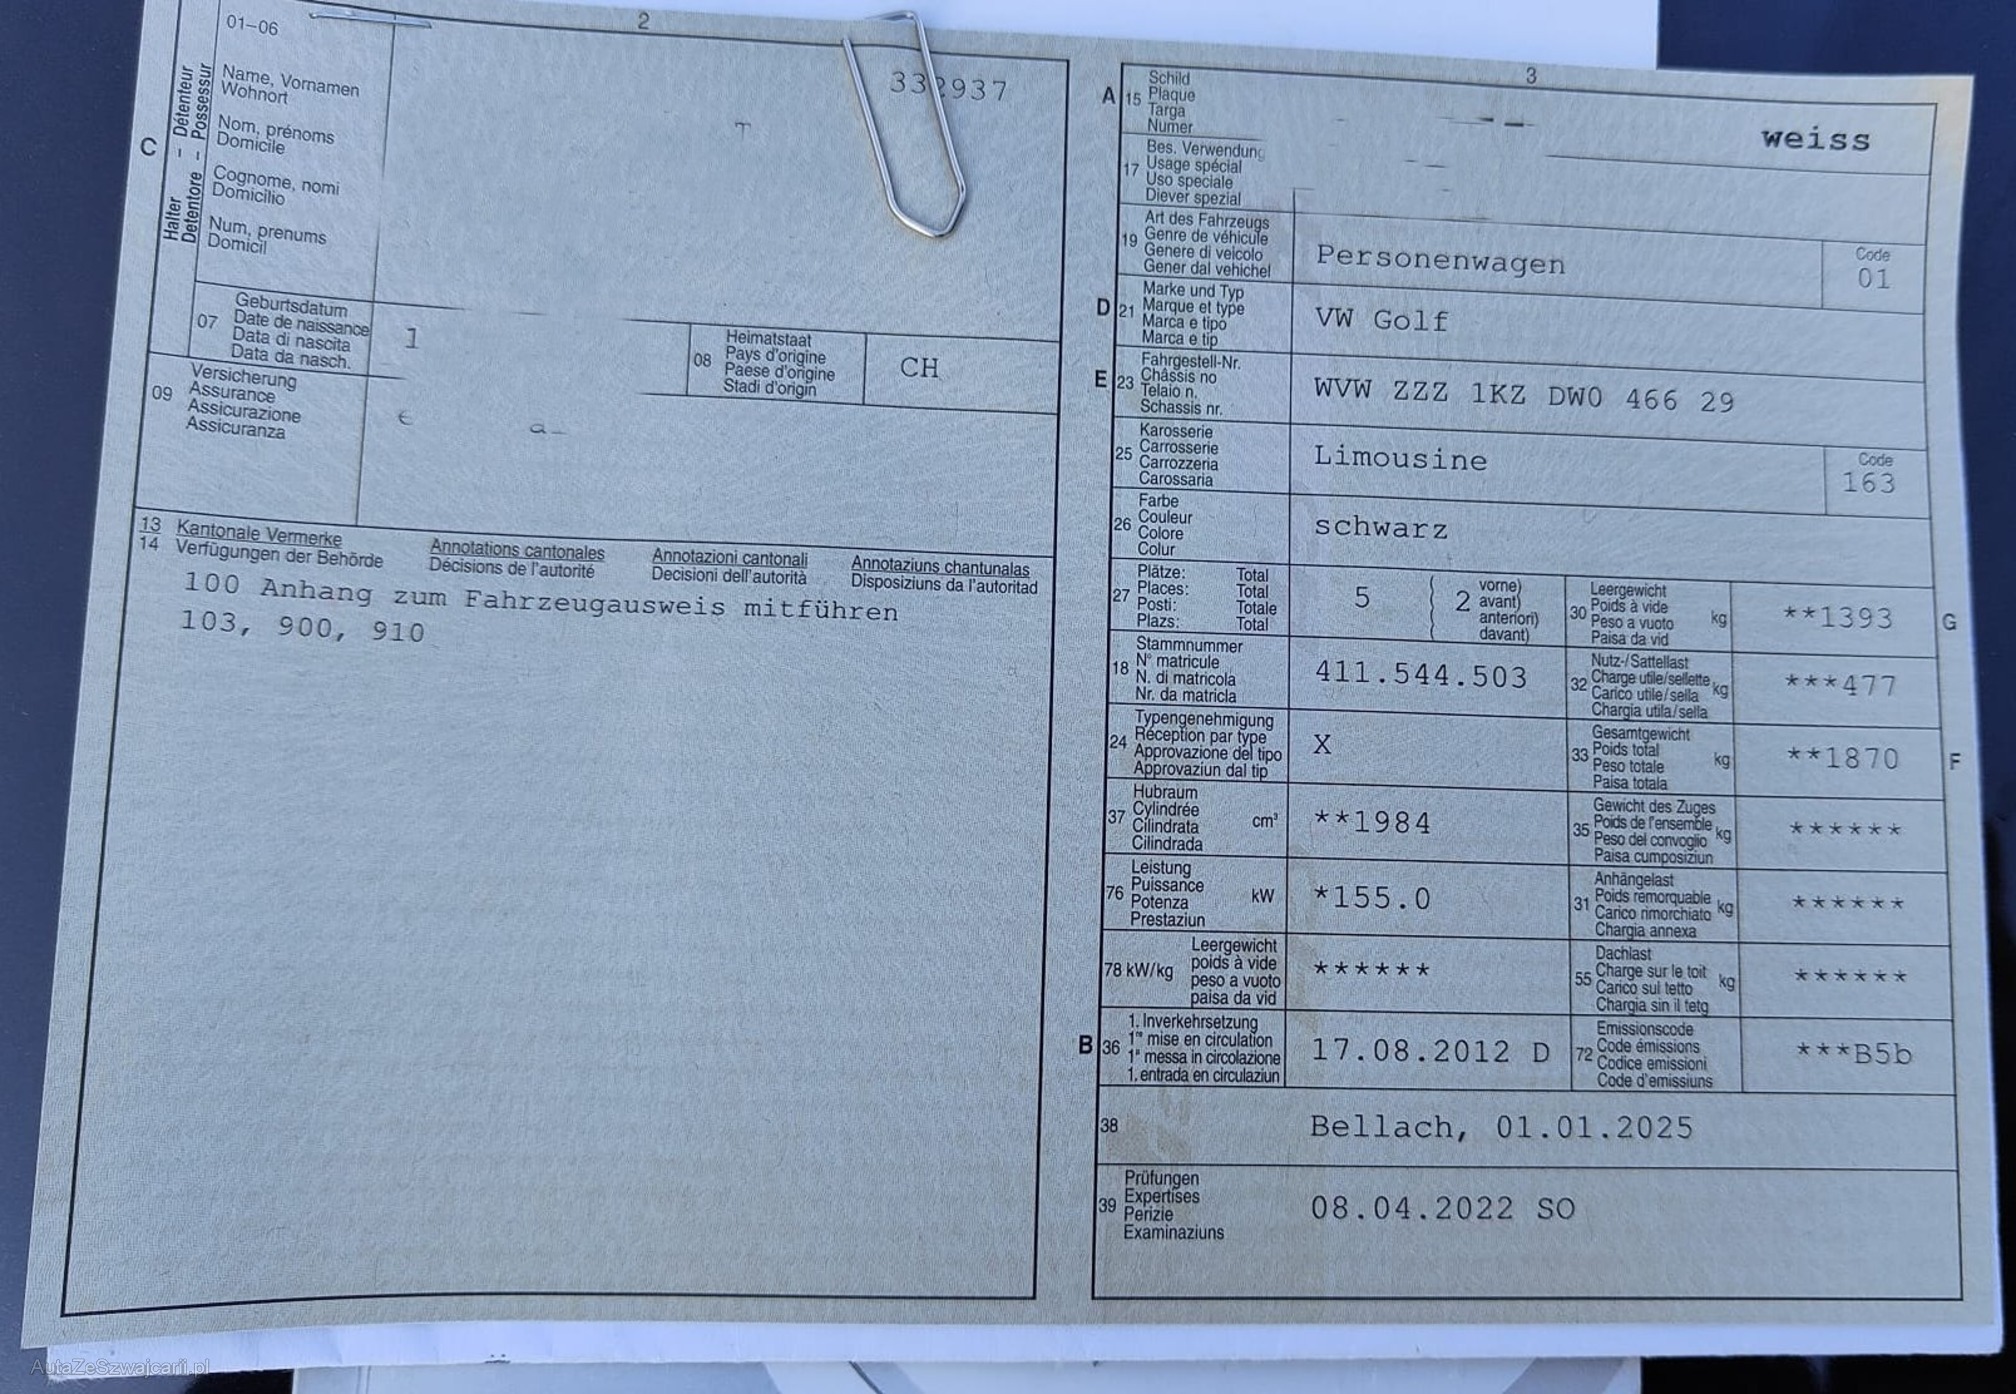 2
01–06
Name, Vornamen
Wohnort
Nom, prénoms
Domicile
Cognome, nomi
Domicilio
Num, prenums
Domicil
C
Halter – Détenteur
Detentore – Possessur
332937
07
Geburtsdatum
Date de naissance
Data di nascita
Data da nasch.
1
08
Heimatstaat
Pays d'origine
Paese d'origine
Stadi d'origin
CH
09
Versicherung
Assurance
Assicurazione
Assicuranza
13 Kantonale Vermerke Annotations cantonales Annotazioni cantonali Annotaziuns chantunalas
14 Verfügungen der Behörde Décisions de l'autorité Decisioni dell'autorità Disposiziuns da l'autoritad
100 Anhang zum Fahrzeugausweis mitführen
103, 900, 910
3
A 15
Schild
Plaque
Targa
Numer
weiss
17
Bes. Verwendung
Usage spécial
Uso speciale
Diever spezial
19
Art des Fahrzeugs
Genre de véhicule
Genere di veicolo
Gener dal vehichel
Personenwagen
Code
01
D 21
Marke und Typ
Marque et type
Marca e tipo
Marca e tip
VW Golf
E 23
Fahrgestell-Nr.
Châssis no
Telaio n.
Schassis nr.
WVW ZZZ 1KZ DW0 466 29
25
Karosserie
Carrosserie
Carrozzeria
Carossaria
Limousine
Code
163
26
Farbe
Couleur
Colore
Colur
schwarz
27
Plätze: Total
Places: Total
Posti: Totale
Plazs: Total
5
( 2
vorne)
avant)
anteriori)
davant)
30
Leergewicht
Poids à vide
Peso a vuoto
Paisa da vid
kg
**1393
G
18
Stammnummer
N° matricule
N. di matricola
Nr. da matricla
411.544.503
32
Nutz-/Sattellast
Charge utile/sellette
Carico utile/sella
Chargia utila/sella
kg
***477
24
Typengenehmigung
Réception par type
Approvazione del tipo
Approvaziun dal tip
X
33
Gesamtgewicht
Poids total
Peso totale
Paisa totala
kg
**1870
F
37
Hubraum
Cylindrée
Cilindrata
Cilindrada
cm³
**1984
35
Gewicht des Zuges
Poids de l'ensemble
Peso del convoglio
Paisa cumposiziun
kg
******
76
Leistung
Puissance
Potenza
Prestaziun
kW
*155.0
31
Anhängelast
Poids remorquable
Carico rimorchiato
Chargia annexa
kg
******
78 kW/kg
Leergewicht
poids à vide
peso a vuoto
paisa da vid
******
55
Dachlast
Charge sur le toit
Carico sul tetto
Chargia sin il tetg
kg
******
B 36
1. Inverkehrsetzung
1re mise en circulation
1a messa in circolazione
1. entrada en circulaziun
17.08.2012 D
72
Emissionscode
Code émissions
Codice emissioni
Code d'emissiuns
***B5b
38
Bellach, 01.01.2025
39
Prüfungen
Expertises
Perizie
Examinaziuns
08.04.2022 SO
AutaZeSzwajcarii.pl